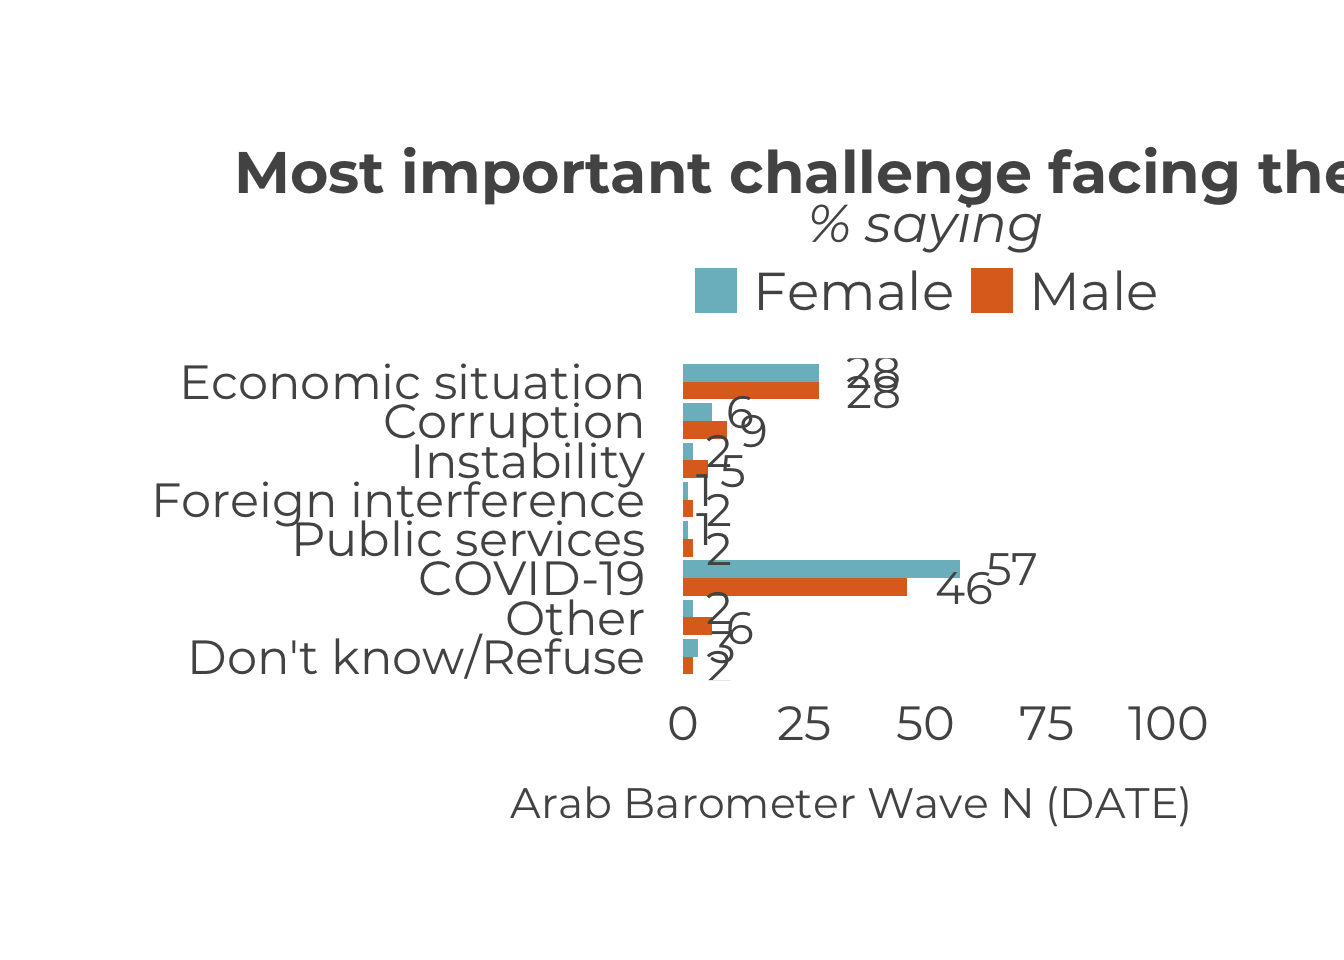 Most important challenge facing the
% saying
Female Male
Economic situation 28
28
Corruption 6
9
Instability 2
5
Foreign interference 1
2
Public services 1
2
COVID-19 57
46
Other 2
6
Don't know/Refuse 3
2
0 25 50 75 100
Arab Barometer Wave N (DATE)